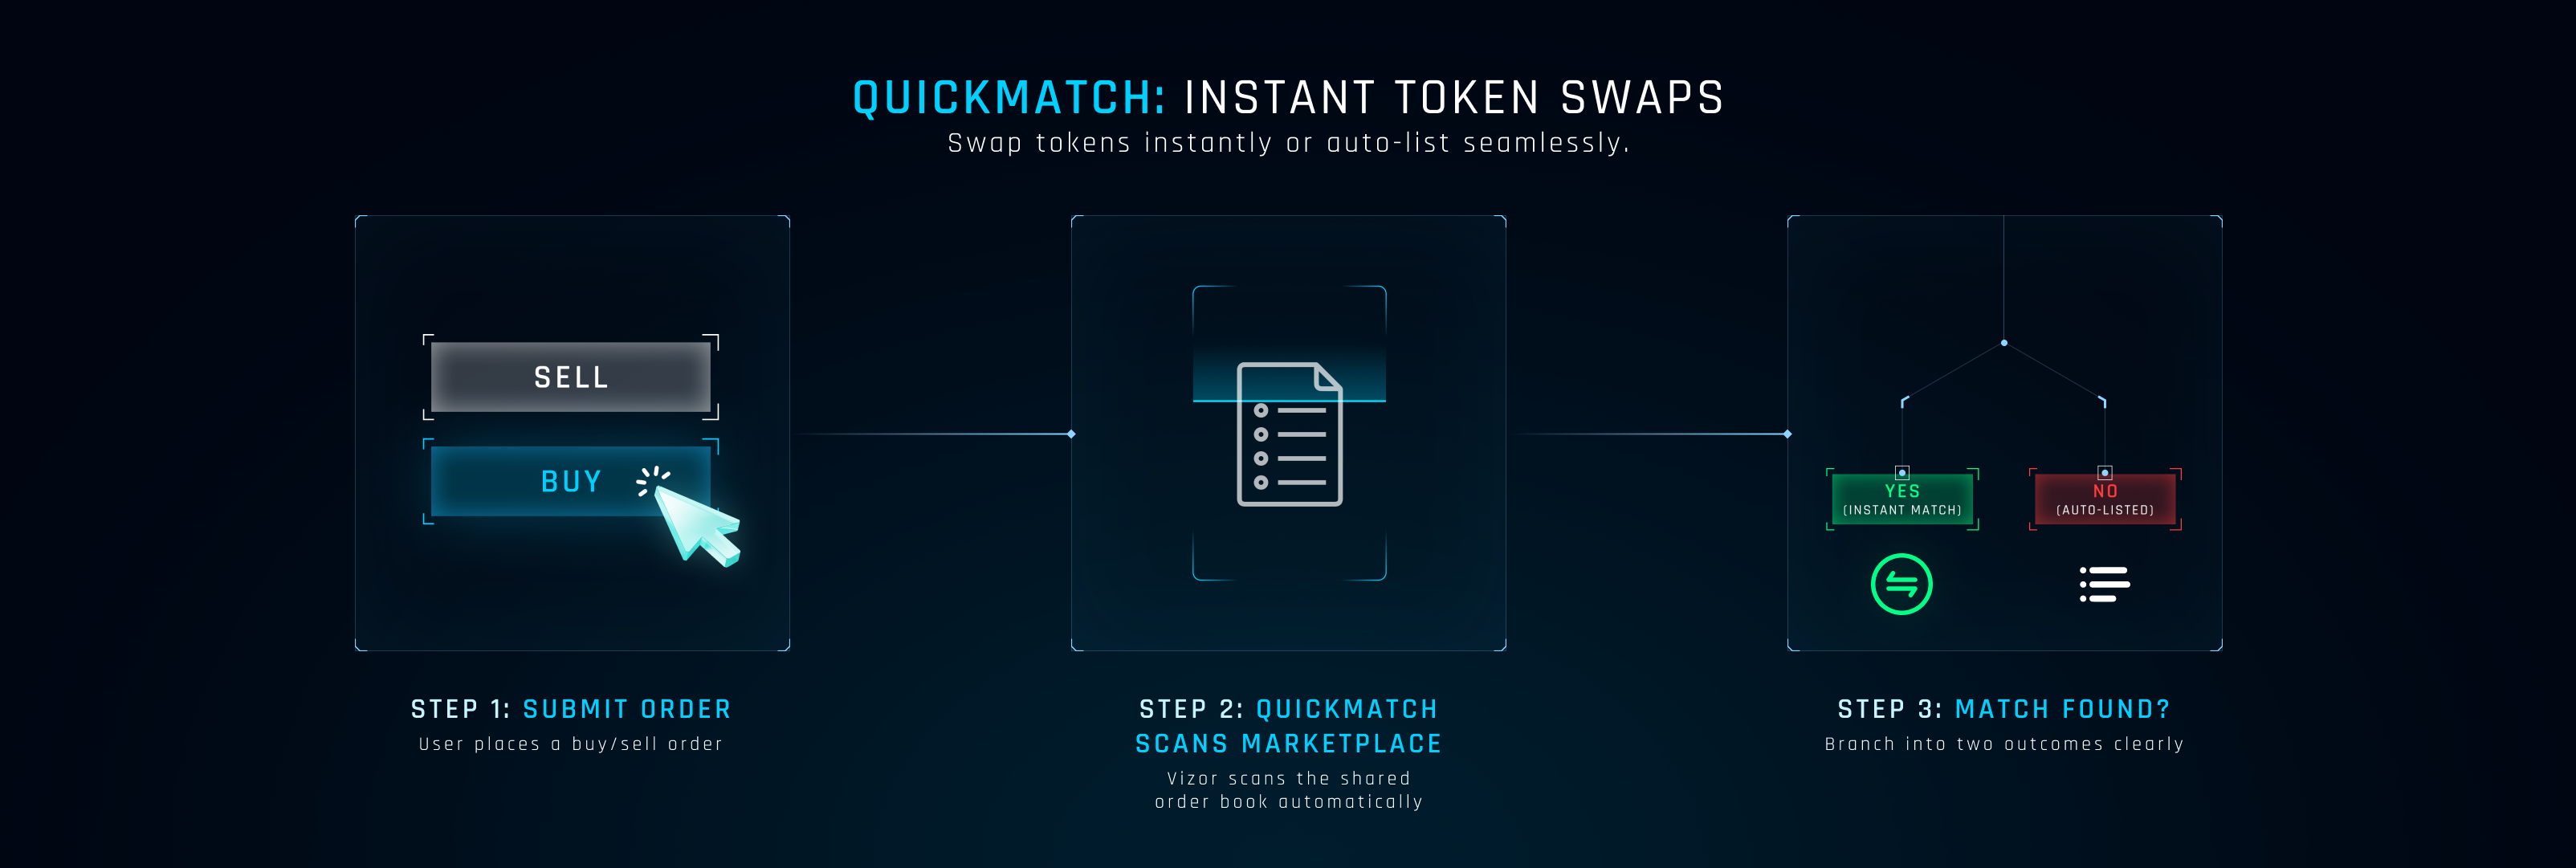 QUICKMATCH: INSTANT TOKEN SWAPS
Swap tokens instantly or auto-list seamlessly.
SELL
BUY
STEP 1: SUBMIT ORDER
User places a buy/sell order
STEP 2: QUICKMATCH
SCANS MARKETPLACE
Vizor scans the shared
order book automatically
YES
(INSTANT MATCH)
NO
(AUTO-LISTED)
STEP 3: MATCH FOUND?
Branch into two outcomes clearly